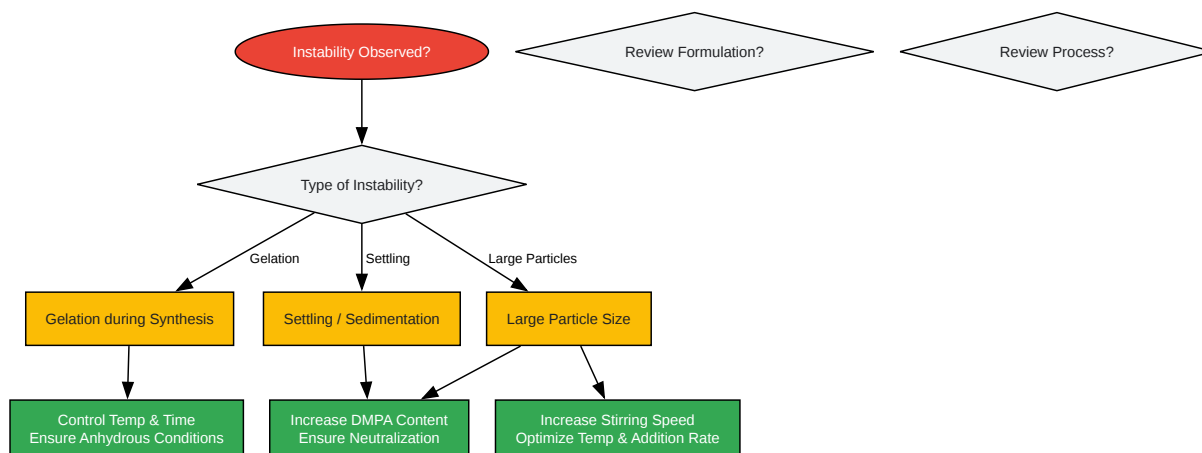 Instability Observed?
Review Formulation?
Review Process?
Type of Instability?
Gelation
Settling
Large Particles
Gelation during Synthesis
Settling / Sedimentation
Large Particle Size
Control Temp & Time
Ensure Anhydrous Conditions
Increase DMPA Content
Ensure Neutralization
Increase Stirring Speed
Optimize Temp & Addition Rate